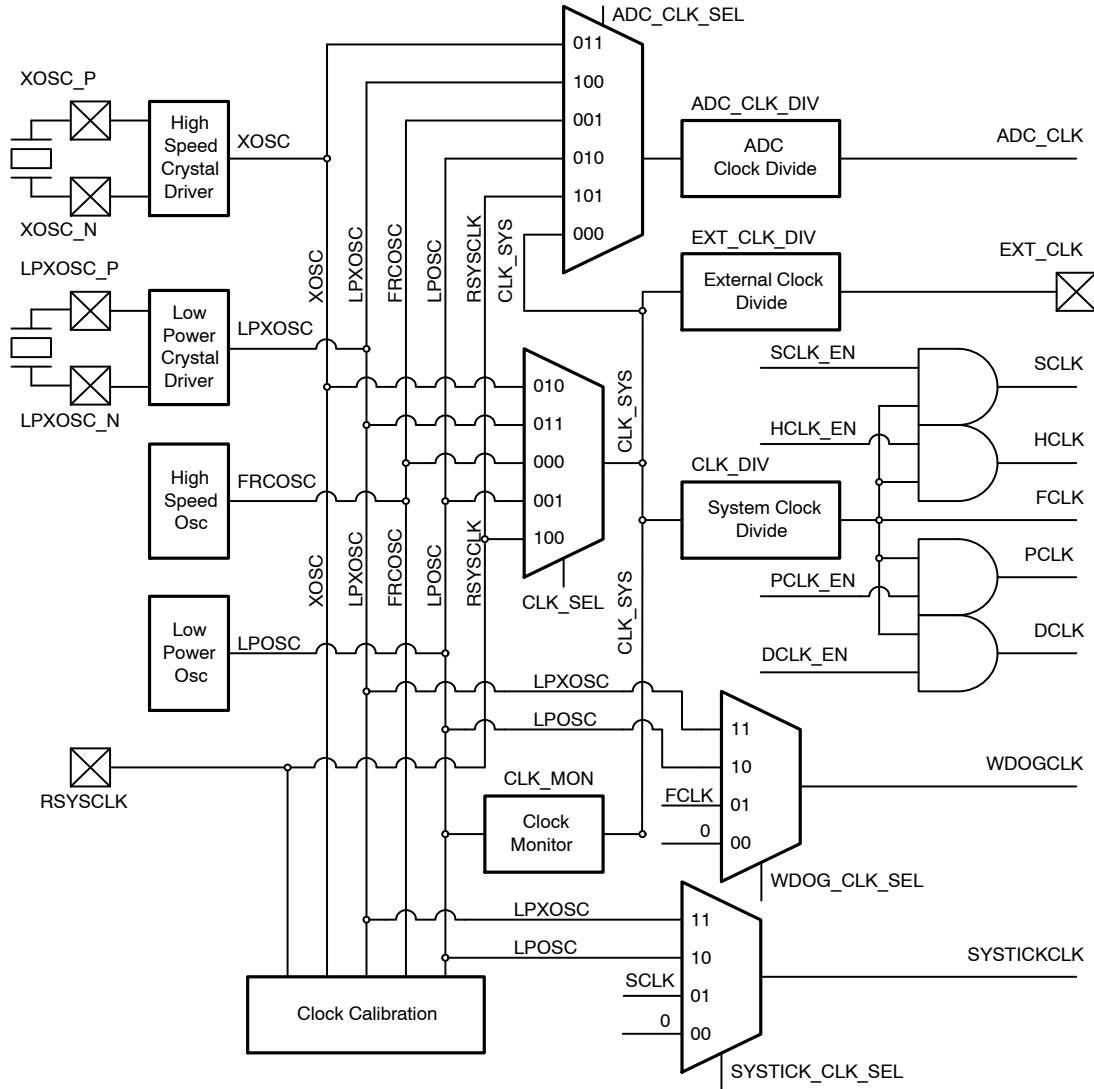 ADC_CLK_SEL
011
100
001
010
101
000
XOSC_P
High
Speed
Crystal
Driver
XOSC
XOSC_N
ADC_CLK_DIV
ADC
Clock Divide
ADC_CLK
XOSC
LPXOSC
FRCOSC
LPOSC
RSYSCLK
CLK_SYS
EXT_CLK_DIV
External Clock
Divide
EXT_CLK
LPXOSC_P
Low
Power
Crystal
Driver
LPXOSC
LPXOSC_N
010
011
000
001
100
CLK_SEL
CLK_SYS
SCLK_EN
SCLK
HCLK_EN
HCLK
CLK_DIV
System Clock
Divide
FCLK
PCLK
PCLK_EN
DCLK
DCLK_EN
High
Speed
Osc
FRCOSC
XOSC
LPXOSC
FRCOSC
LPOSC
RSYSCLK
CLK_SYS
Low
Power
Osc
LPOSC
LPXOSC
LPOSC
FCLK
0
11
10
01
00
WDOGCLK
WDOG_CLK_SEL
RSYSCLK
CLK_MON
Clock
Monitor
LPXOSC
LPOSC
SCLK
0
11
10
01
00
SYSTICKCLK
SYSTICK_CLK_SEL
Clock Calibration